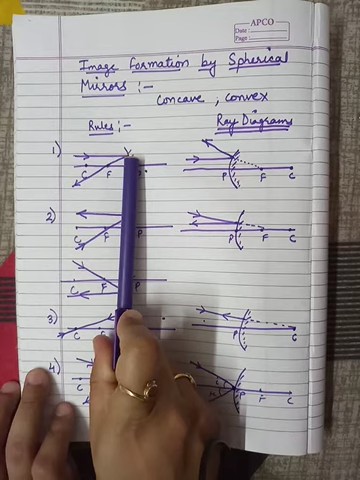 APCO
Date :
Page :
Image Formation by Spherical
Mirrors :-
Concave , Convex
Rules :- Ray Diagrams
1)
C F P F C
2)
C F P P F C
C F
3)
C F C
4)
P F C